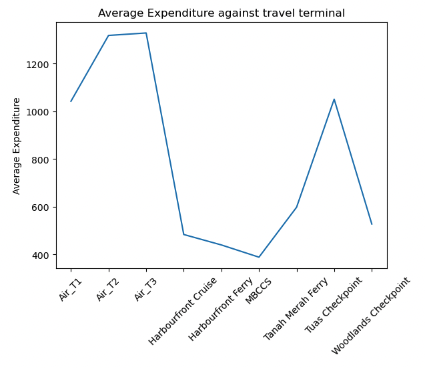 Average Expenditure against travel terminal
Average Expenditure
1200
1000
800
600
400
Air_T1
Air_T2
Air_T3
Harbourfront Cruise
Harbourfront Ferry
MBCCS
Tanah Merah Ferry
Tuas Checkpoint
Woodlands Checkpoint